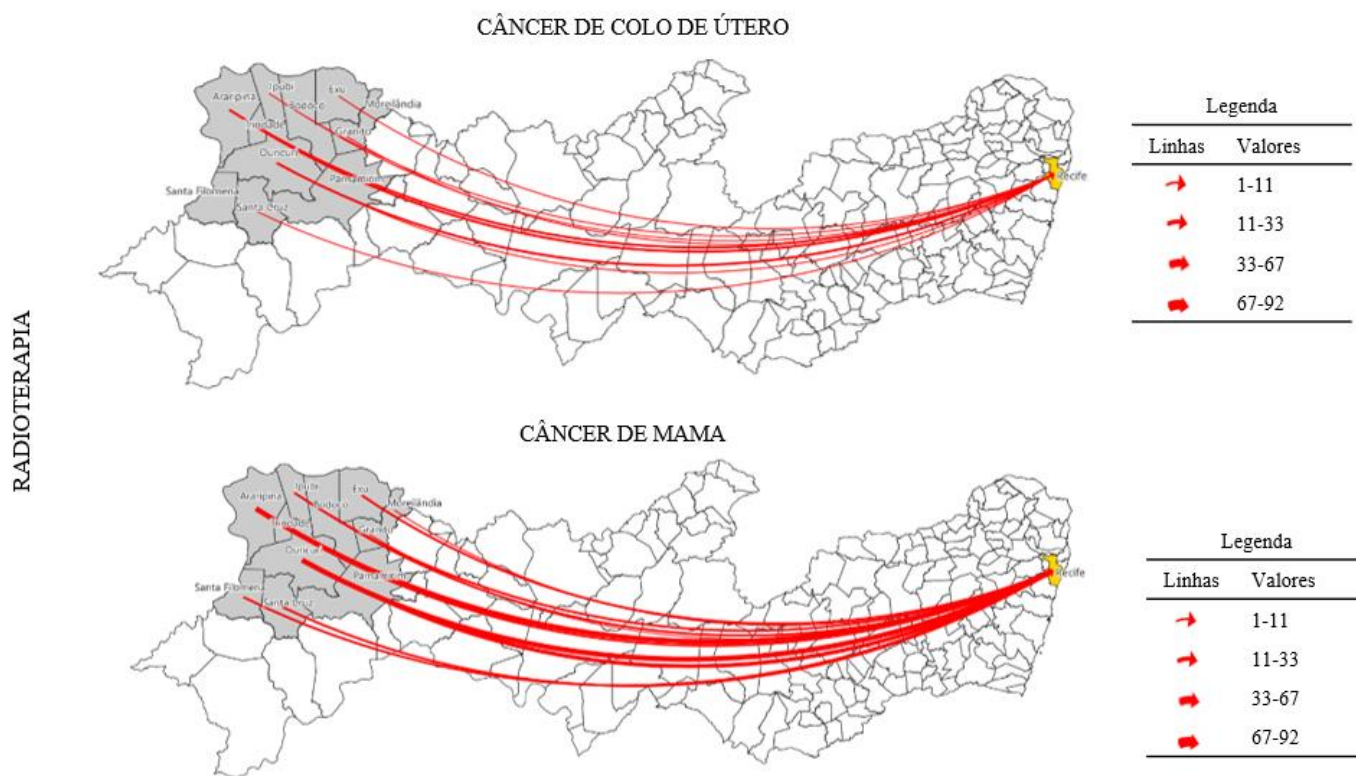 CÂNCER DE COLO DE ÚTERO
Ipubi
Exu
Araripina
Bodocó
Moreilândia
Trindade
Granito
Ouricuri
Parnamirim
Santa Filomena
Santa Cruz
Recife
Legenda
Linhas Valores
1-11
11-33
33-67
67-92
RADIOTERAPIA
CÂNCER DE MAMA
Ipubi
Exu
Araripina
Bodocó
Moreilândia
Trindade
Granito
Ouricuri
Parnamirim
Santa Filomena
Santa Cruz
Recife
Legenda
Linhas Valores
1-11
11-33
33-67
67-92